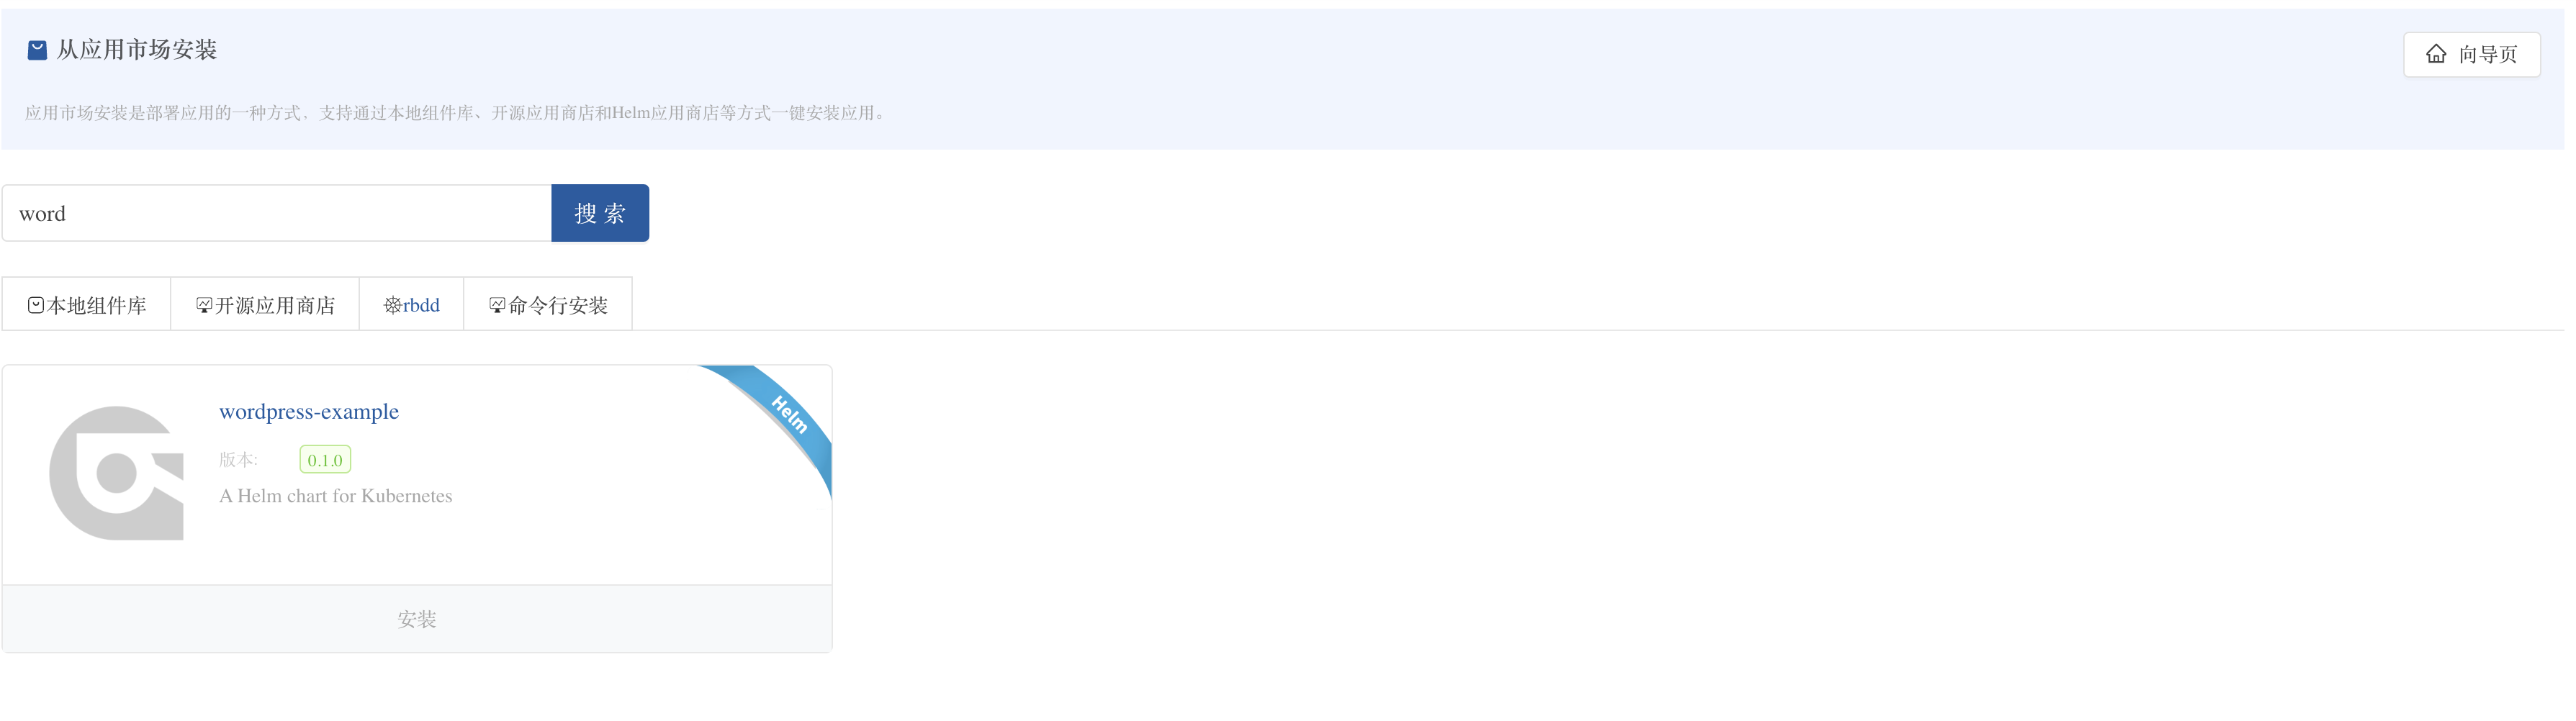 从应用市场安装
向导页
应用市场安装是部署应用的一种方式，支持通过本地组件库、开源应用商店和Helm应用商店等方式一键安装应用。
word
搜 索
本地组件库
开源应用商店
rbdd
命令行安装
Helm
wordpress-example
版本:
0.1.0
A Helm chart for Kubernetes
安装